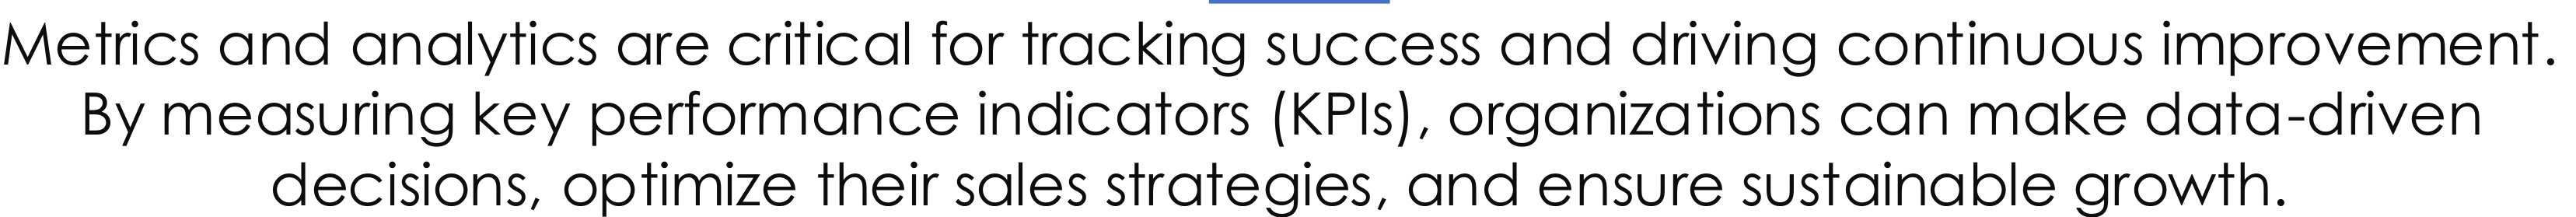 Metrics and analytics are critical for tracking success and driving continuous improvement.
By measuring key performance indicators (KPIs), organizations can make data-driven
decisions, optimize their sales strategies, and ensure sustainable growth.